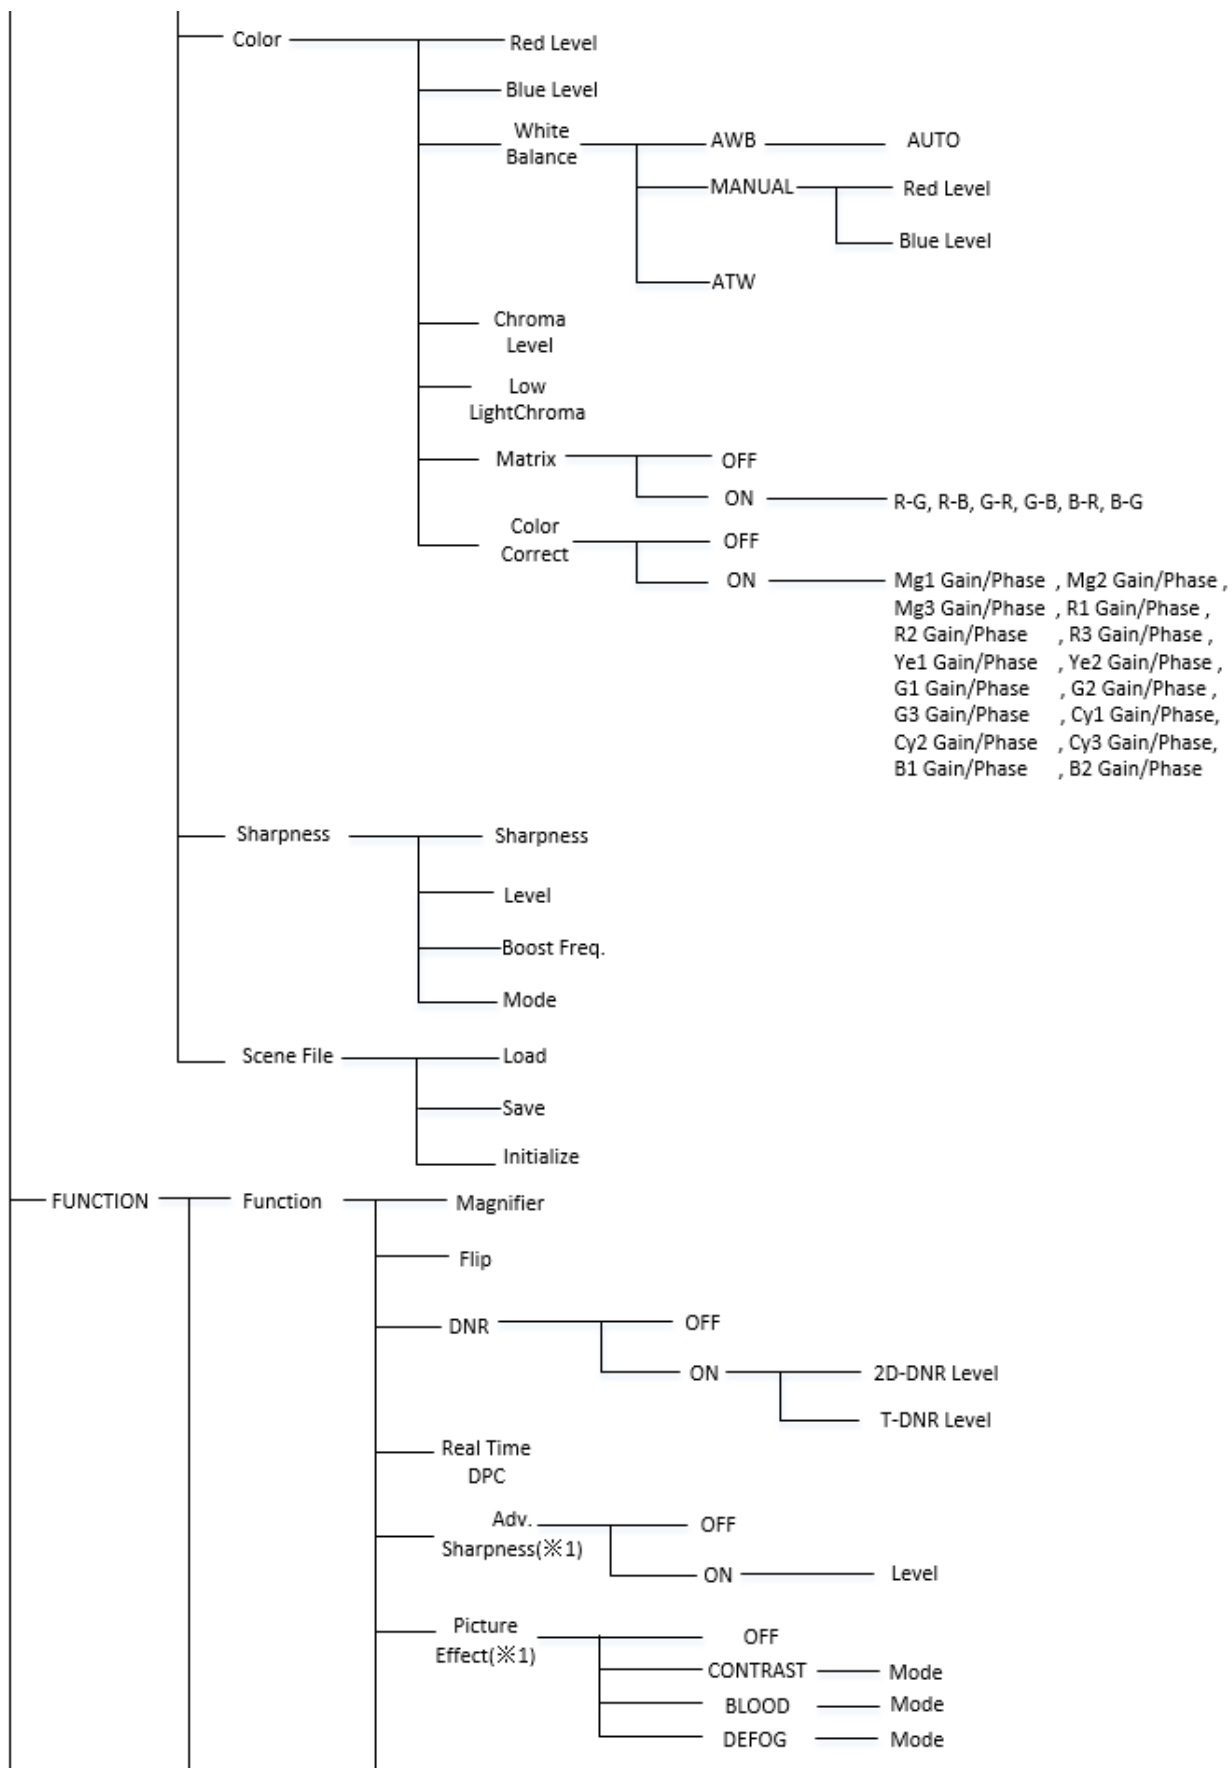 Color
Red Level
Blue Level
White
Balance
AWB
AUTO
MANUAL
Red Level
Blue Level
ATW
Chroma
Level
Low
LightChroma
Matrix
OFF
ON
R-G, R-B, G-R, G-B, B-R, B-G
Color
Correct
OFF
ON
Mg1 Gain/Phase , Mg2 Gain/Phase ,
Mg3 Gain/Phase , R1 Gain/Phase ,
R2 Gain/Phase , R3 Gain/Phase ,
Ye1 Gain/Phase , Ye2 Gain/Phase ,
G1 Gain/Phase , G2 Gain/Phase ,
G3 Gain/Phase , Cy1 Gain/Phase,
Cy2 Gain/Phase , Cy3 Gain/Phase,
B1 Gain/Phase , B2 Gain/Phase
Sharpness
Sharpness
Level
Boost Freq.
Mode
Scene File
Load
Save
Initialize
FUNCTION
Function
Magnifier
Flip
DNR
OFF
ON
2D-DNR Level
T-DNR Level
Real Time
DPC
Adv.
Sharpness(※1)
OFF
ON
Level
Picture
Effect(※1)
OFF
CONTRAST
Mode
BLOOD
Mode
DEFOG
Mode